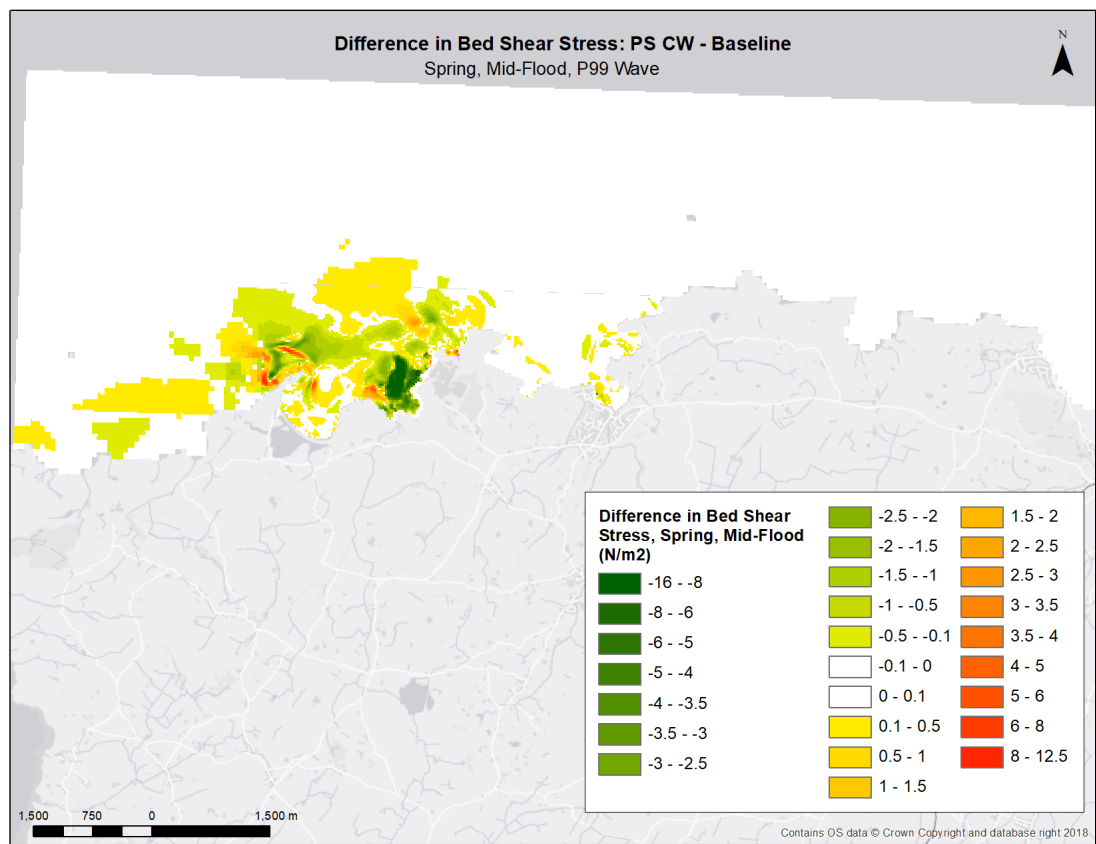 Difference in Bed Shear Stress: PS CW - Baseline
Spring, Mid-Flood, P99 Wave
N
Difference in Bed Shear
Stress, Spring, Mid-Flood
(N/m2)
-16 - -8
-8 - -6
-6 - -5
-5 - -4
-4 - -3.5
-3.5 - -3
-3 - -2.5
-2.5 - -2
-2 - -1.5
-1.5 - -1
-1 - -0.5
-0.5 - -0.1
-0.1 - 0
0 - 0.1
0.1 - 0.5
0.5 - 1
1 - 1.5
1.5 - 2
2 - 2.5
2.5 - 3
3 - 3.5
3.5 - 4
4 - 5
5 - 6
6 - 8
8 - 12.5
1,500 750 0 1,500 m
Contains OS data © Crown Copyright and database right 2018